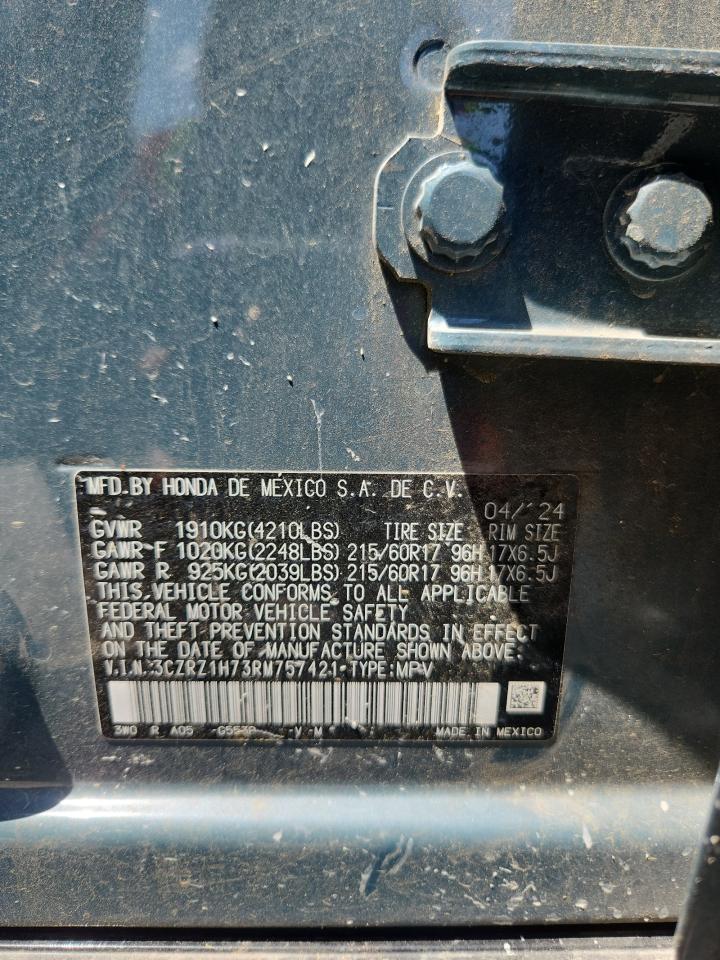 MFD.BY HONDA DE MEXICO S.A. DE C.V.
04/'24
GVWR 1910KG(4210LBS) TIRE SIZE RIM SIZE
GAWR F 1020KG(2248LBS) 215/60R17 96H 17X6.5J
GAWR R 925KG(2039LBS) 215/60R17 96H 17X6.5J
THIS VEHICLE CONFORMS TO ALL APPLICABLE
FEDERAL MOTOR VEHICLE SAFETY
AND THEFT PREVENTION STANDARDS IN EFFECT
ON THE DATE OF MANUFACTURE SHOWN ABOVE:
V.I.N.:3CZRZ1H73RM757421 TYPE:MPV
3W0 R A05 -V-M MADE IN MEXICO